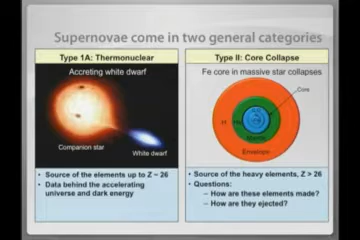 Supernovae come in two general categories
Type 1A: Thermonuclear
Accreting white dwarf
Companion star
White dwarf
• Source of the elements up to Z ~ 26
• Data behind the accelerating
universe and dark energy
Type II: Core Collapse
Fe core in massive star collapses
Core
H
He
Mantle
Envelope
• Source of the heavy elements, Z > 26
• Questions:
– How are these elements made?
– How are they ejected?